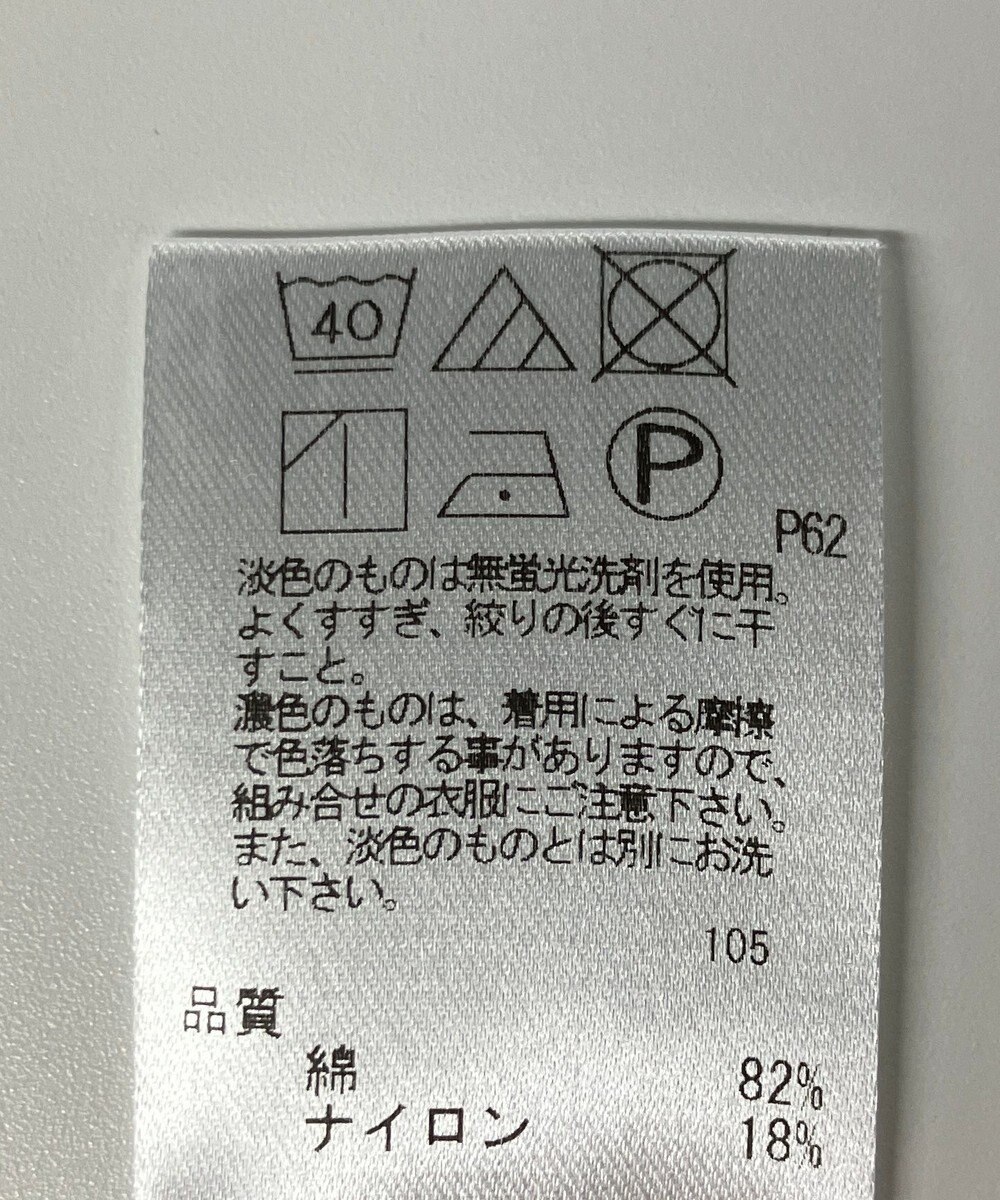 40
P
P62
淡色のものは無蛍光洗剤を使用。
よくすすぎ、絞りの後すぐに干
すこと。
濃色のものは、着用による摩擦
で色落ちする事がありますので、
組み合せの衣服にご注意下さい。
また、淡色のものとは別にお洗
い下さい。
105
品質
綿 82%
ナイロン 18%